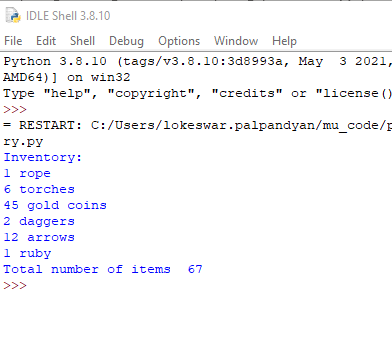 IDLE Shell 3.8.10
File Edit Shell Debug Options Window Help
Python 3.8.10 (tags/v3.8.10:3d8993a, May 3 2021,
AMD64)] on win32
Type "help", "copyright", "credits" or "license()
>>>
= RESTART: C:/Users/lokeswar.palpandyan/mu_code/p
ry.py
Inventory:
1 rope
6 torches
45 gold coins
2 daggers
12 arrows
1 ruby
Total number of items  67
>>>